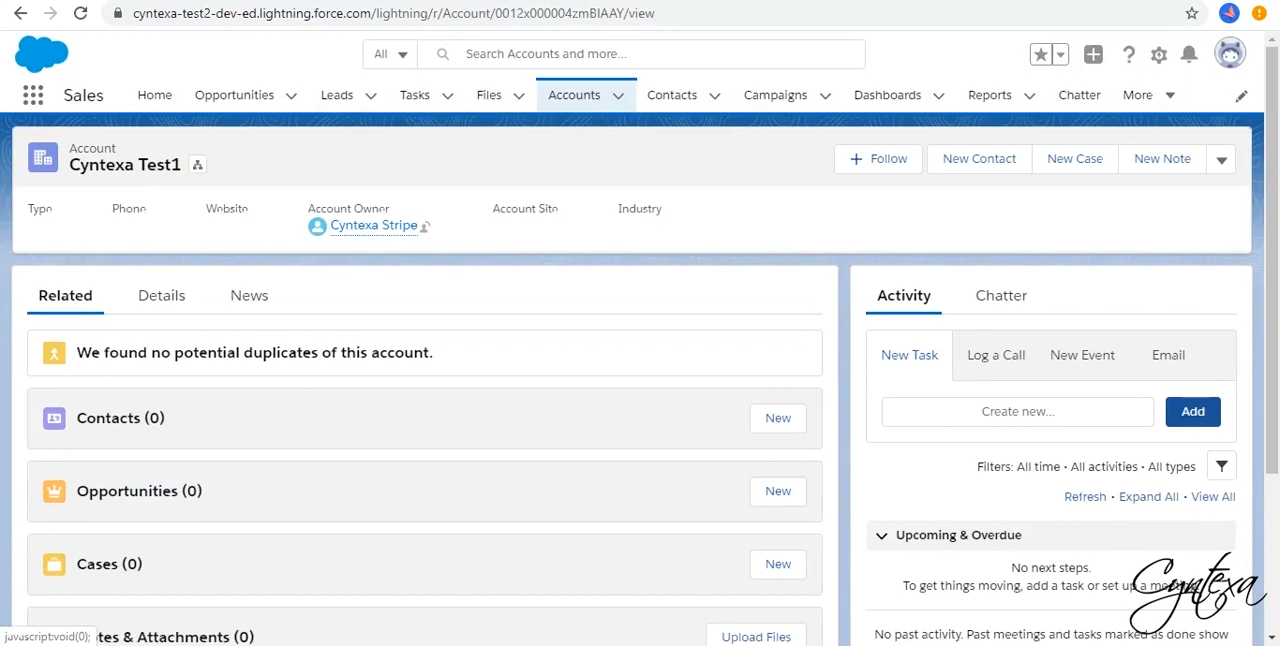 cyntexa-test2-dev-ed.lightning.force.com/lightning/r/Account/0012x000004zmBIAAY/view
All Search Accounts and more...
Sales Home Opportunities Leads Tasks Files Accounts Contacts Campaigns Dashboards Reports Chatter More
Account
Cyntexa Test1
+ Follow New Contact New Case New Note
Type Phone Website Account Owner Account Site Industry
Cyntexa Stripe
Related Details News
Activity Chatter
We found no potential duplicates of this account.
New Task Log a Call New Event Email
Contacts (0) New
Create new... Add
Filters: All time • All activities • All types
Opportunities (0) New
Refresh • Expand All • View All
Upcoming & Overdue
Cases (0) New
No next steps.
To get things moving, add a task or set up a
Cyntexa
tes & Attachments (0) Upload Files
No past activity. Past meetings and tasks marked as done show
javascript:void(0);